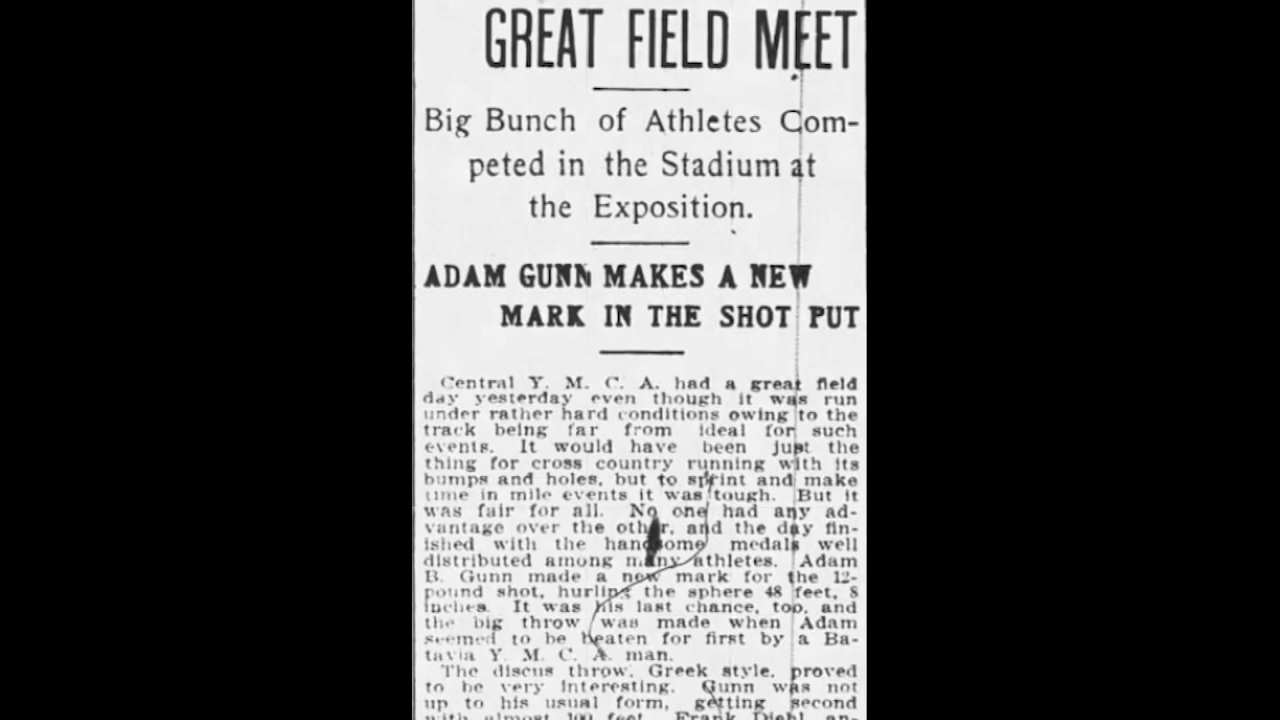 GREAT FIELD MEET
Big Bunch of Athletes Com-
peted in the Stadium at
the Exposition.
ADAM GUNN MAKES A NEW
MARK IN THE SHOT PUT
Central Y. M. C. A. had a great field
day yesterday even though it was run
under rather hard conditions owing to the
track being far from ideal for such
events. It would have been just the
thing for cross country running with its
bumps and holes, but to sprint and make
time in mile events it was tough. But it
was fair for all. No one had any ad-
vantage over the other, and the day fin-
ished with the handsome medals well
distributed among many athletes. Adam
B. Gunn made a new mark for the 12-
pound shot, hurling the sphere 48 feet, 8
inches. It was his last chance, too, and
the big throw was made when Adam
seemed to be beaten for first by a Ba-
tavia Y. M. C. A. man.
The discus throw, Greek style, proved
to be very interesting. Gunn was not
up to his usual form, getting second
with almost 100 feet. Frank Diehl, an-